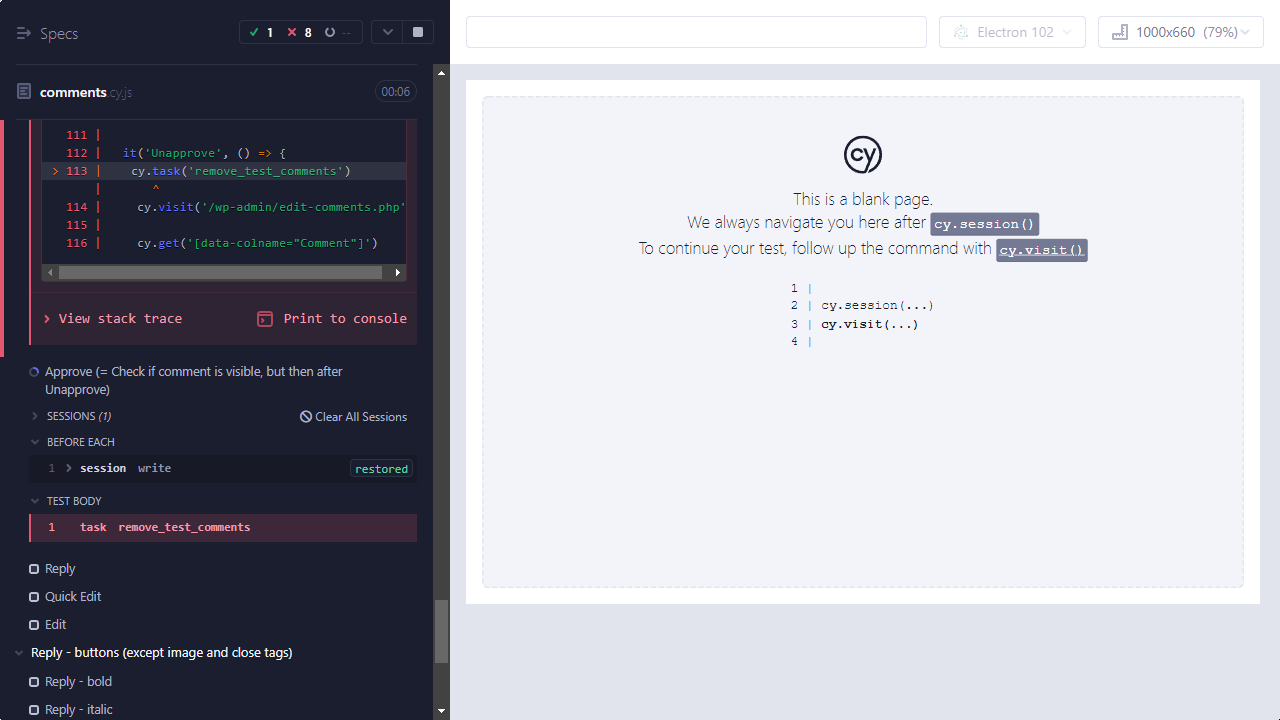 Specs
1
8
--
comments.cy.js
00:06
111 |
112 | it('Unapprove', () => {
> 113 | cy.task('remove_test_comments')
| ^
114 | cy.visit('/wp-admin/edit-comments.php'
115 |
116 | cy.get('[data-colname="Comment"]')
View stack trace
Print to console
Approve (= Check if comment is visible, but then after
Unapprove)
SESSIONS (1)
Clear All Sessions
BEFORE EACH
1 session write restored
TEST BODY
1 task remove_test_comments
Reply
Quick Edit
Edit
Reply - buttons (except image and close tags)
Reply - bold
Reply - italic
Electron 102
1000x660 (79%)
cy
This is a blank page.
We always navigate you here after cy.session()
To continue your test, follow up the command with cy.visit()
1 |
2 | cy.session(...)
3 | cy.visit(...)
4 |